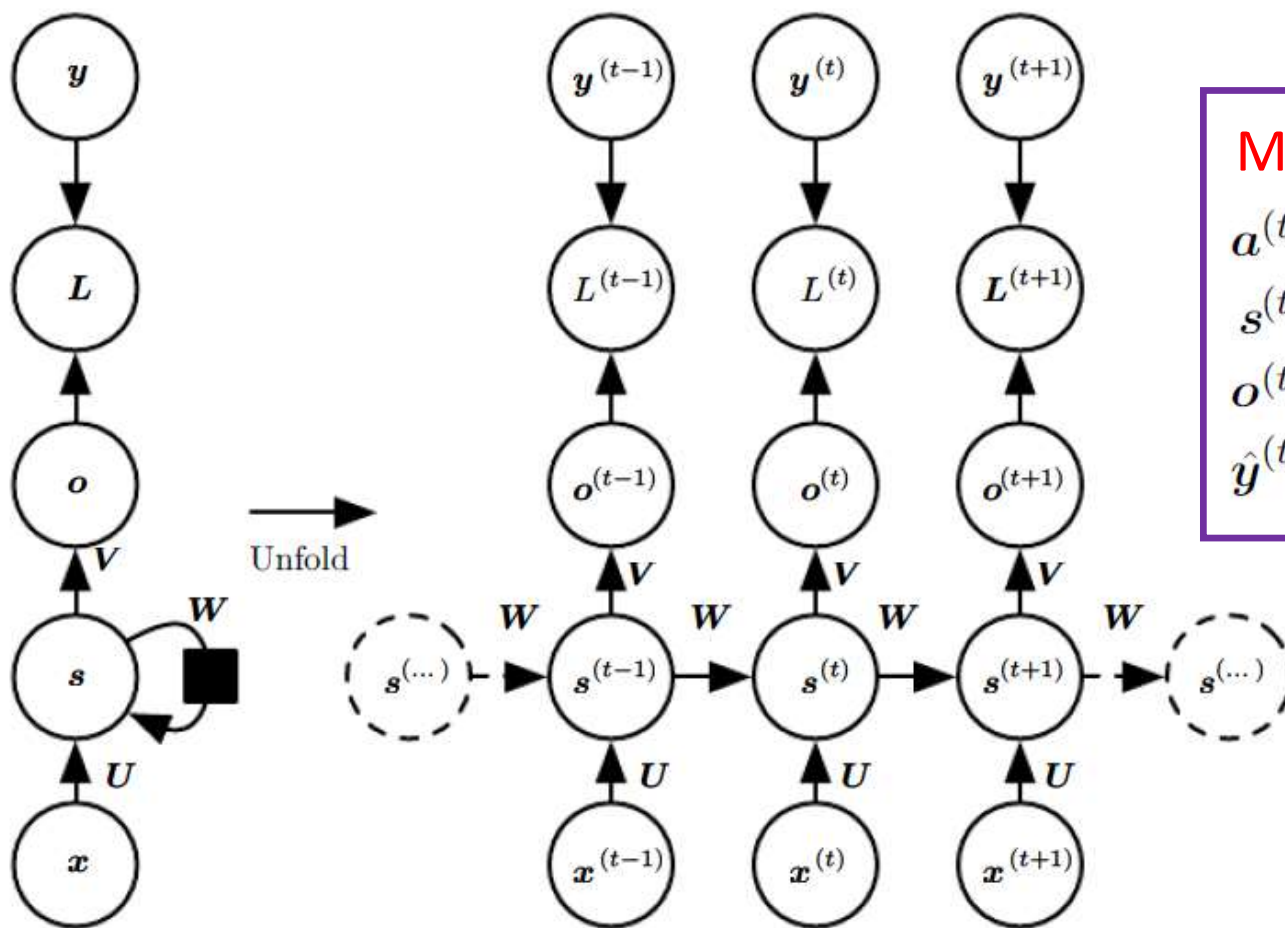 y y^(t−1) y^(t) y^(t+1)
L L^(t−1) L^(t) L^(t+1)
o o^(t−1) o^(t) o^(t+1)
Unfold
V V V V
W W W W W
s s^(...) s^(t−1) s^(t) s^(t+1) s^(...)
U U U U
x x^(t−1) x^(t) x^(t+1)
M
a^(t
s^(t
o^(t
ŷ^(t